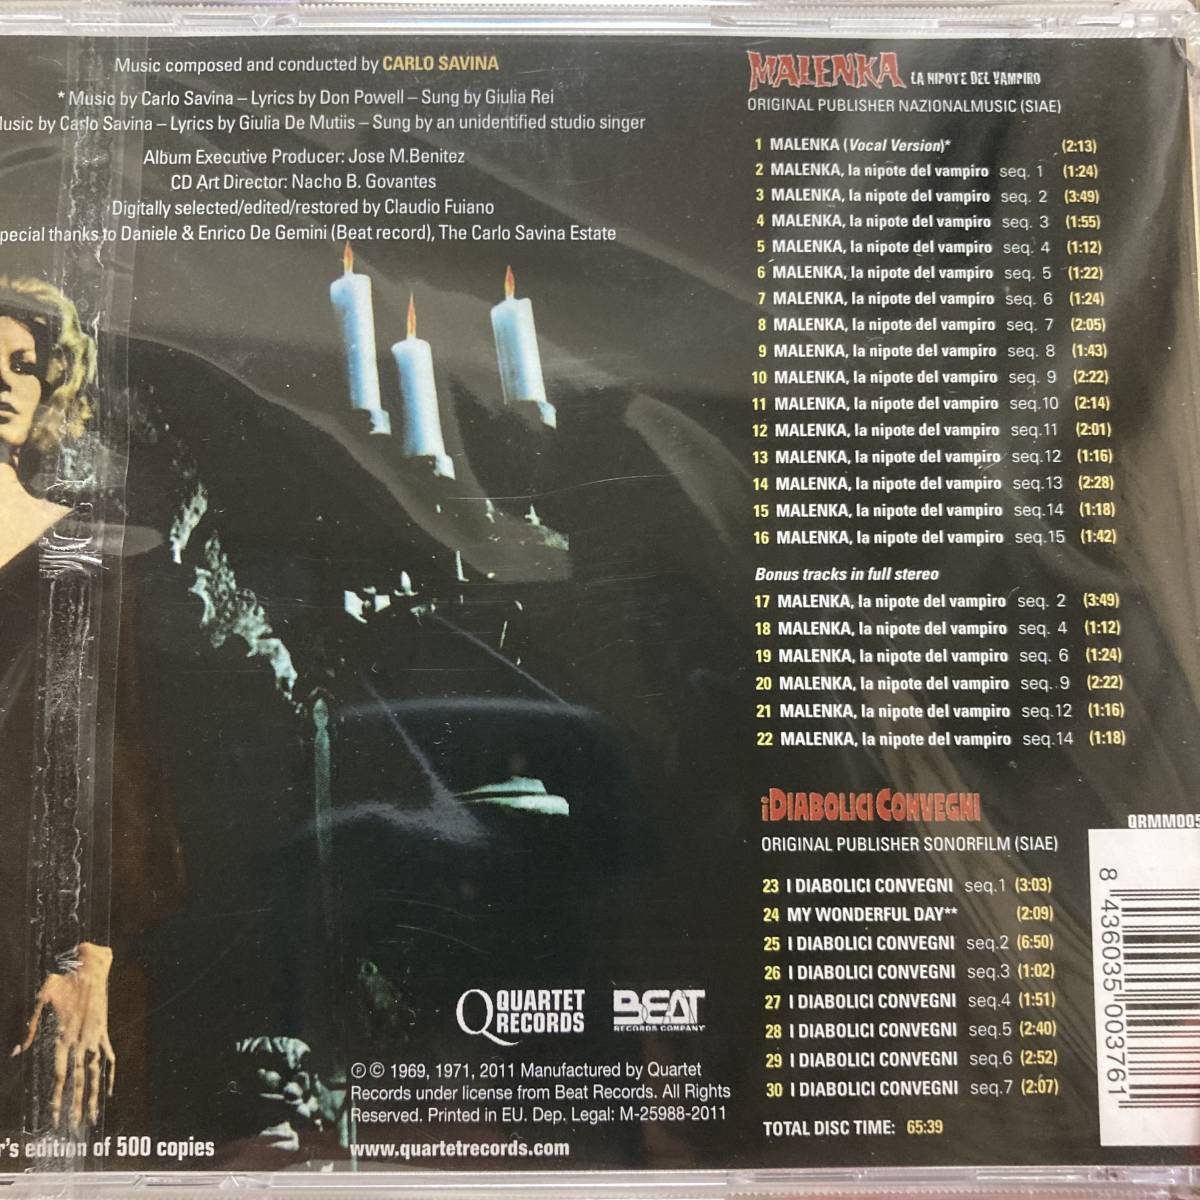 Music composed and conducted by CARLO SAVINA
* Music by Carlo Savina – Lyrics by Don Powell – Sung by Giulia Rei
by Carlo Savina – Lyrics by Giulia De Mutiis – Sung by an unidentified studio singer
Album Executive Producer: Jose M.Benitez
CD Art Director: Nacho B. Govantes
Digitally selected/edited/restored by Claudio Fuiano
thanks to Daniele & Enrico De Gemini (Beat record), The Carlo Savina Estate
MALENKA LA NIPOTE DEL VAMPIRO
ORIGINAL PUBLISHER NAZIONALMUSIC (SIAE)
1 MALENKA (Vocal Version)* (2:13)
2 MALENKA, la nipote del vampiro seq. 1 (1:24)
3 MALENKA, la nipote del vampiro seq. 2 (3:49)
4 MALENKA, la nipote del vampiro seq. 3 (1:55)
5 MALENKA, la nipote del vampiro seq. 4 (1:12)
6 MALENKA, la nipote del vampiro seq. 5 (1:22)
7 MALENKA, la nipote del vampiro seq. 6 (1:24)
8 MALENKA, la nipote del vampiro seq. 7 (2:05)
9 MALENKA, la nipote del vampiro seq. 8 (1:43)
10 MALENKA, la nipote del vampiro seq. 9 (2:22)
11 MALENKA, la nipote del vampiro seq.10 (2:14)
12 MALENKA, la nipote del vampiro seq.11 (2:01)
13 MALENKA, la nipote del vampiro seq.12 (1:16)
14 MALENKA, la nipote del vampiro seq.13 (2:28)
15 MALENKA, la nipote del vampiro seq.14 (1:18)
16 MALENKA, la nipote del vampiro seq.15 (1:42)
Bonus tracks in full stereo
17 MALENKA, la nipote del vampiro seq. 2 (3:49)
18 MALENKA, la nipote del vampiro seq. 4 (1:12)
19 MALENKA, la nipote del vampiro seq. 6 (1:24)
20 MALENKA, la nipote del vampiro seq. 9 (2:22)
21 MALENKA, la nipote del vampiro seq.12 (1:16)
22 MALENKA, la nipote del vampiro seq.14 (1:18)
i DIABOLICI CONVEGNI
ORIGINAL PUBLISHER SONORFILM (SIAE)
23 I DIABOLICI CONVEGNI seq.1 (3:03)
24 MY WONDERFUL DAY** (2:09)
25 I DIABOLICI CONVEGNI seq.2 (6:50)
26 I DIABOLICI CONVEGNI seq.3 (1:02)
27 I DIABOLICI CONVEGNI seq.4 (1:51)
28 I DIABOLICI CONVEGNI seq.5 (2:40)
29 I DIABOLICI CONVEGNI seq.6 (2:52)
30 I DIABOLICI CONVEGNI seq.7 (2:07)
TOTAL DISC TIME: 65:39
QRMM005
8 436035 003761
QUARTET RECORDS
BEAT RECORDS COMPANY
℗ © 1969, 1971, 2011 Manufactured by Quartet
Records under license from Beat Records. All Rights
Reserved. Printed in EU. Dep. Legal: M-25988-2011
www.quartetrecords.com
edition of 500 copies